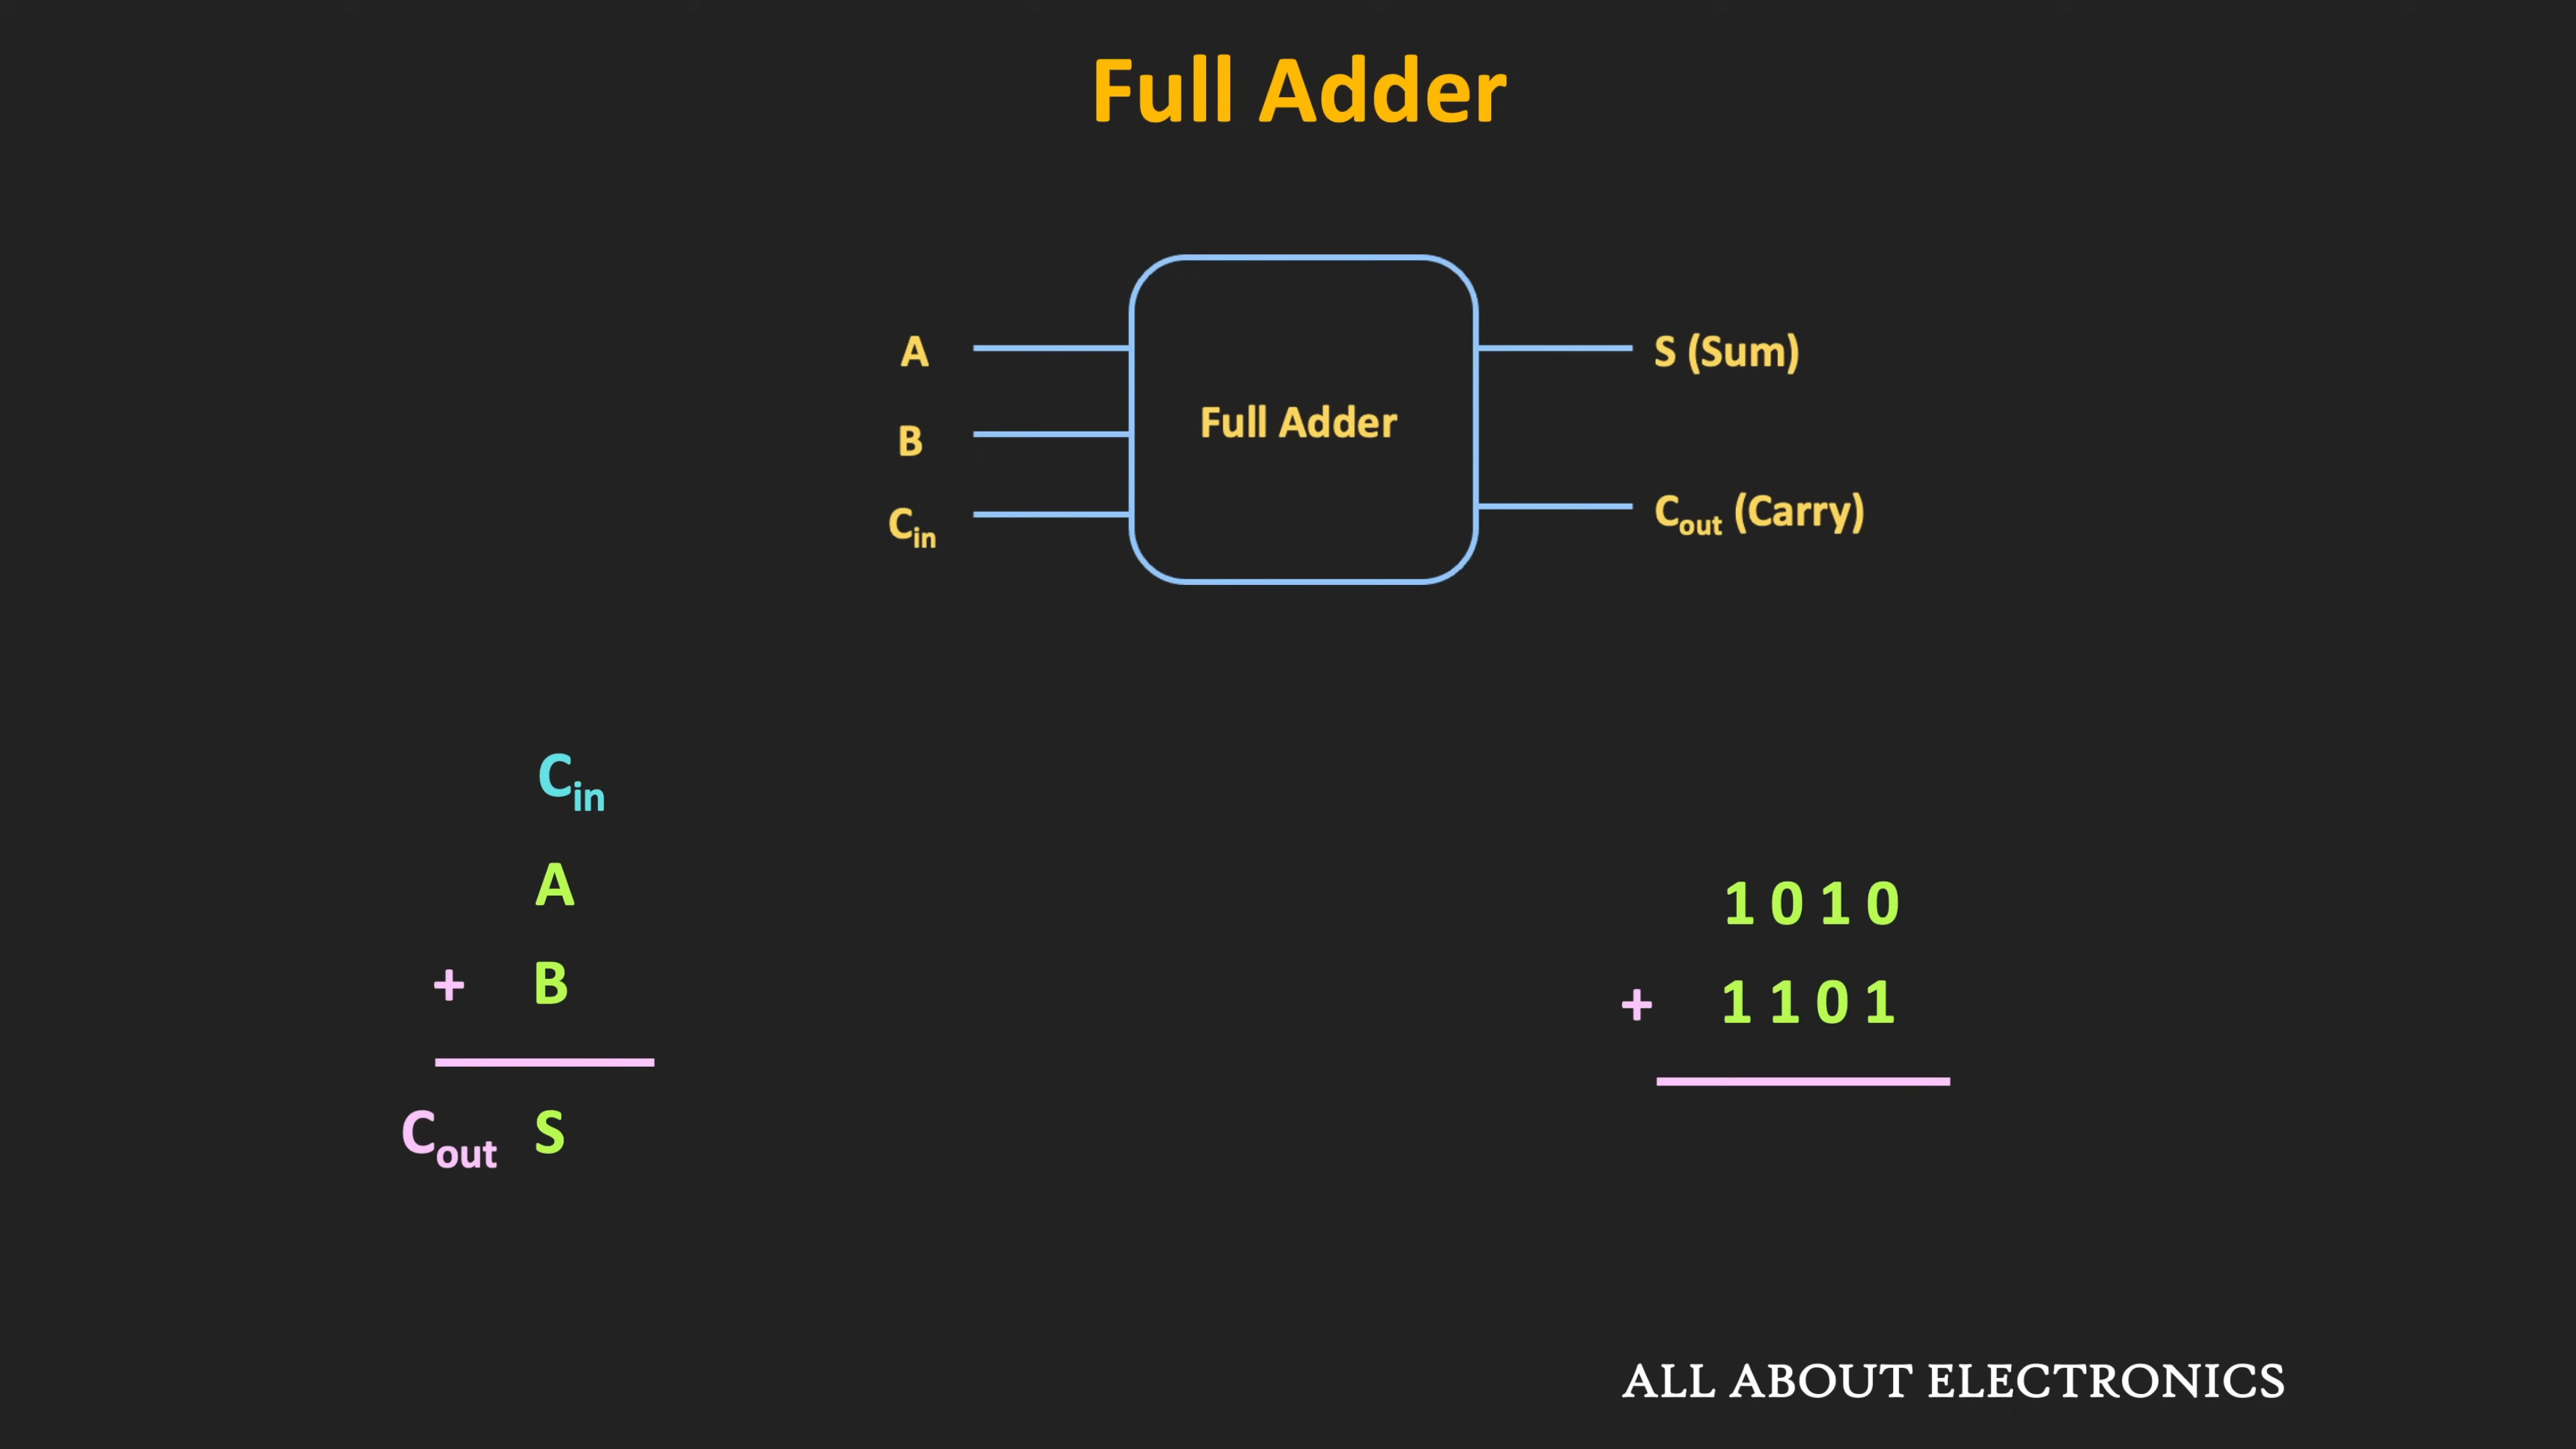 Full Adder
A
B
Cin
Full Adder
S (Sum)
Cout (Carry)
Cin
A
+ B
Cout S
1 0 1 0
+ 1 1 0 1
ALL ABOUT ELECTRONICS